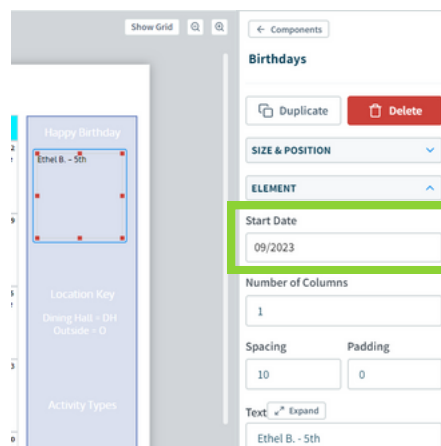 Show Grid
← Components
Birthdays
Duplicate
Delete
Happy Birthday
Ethel B. – 5th
SIZE & POSITION
ELEMENT
Start Date
09/2023
Number of Columns
1
Location Key
Dining Hall = DH
Outside = O
Spacing
Padding
10
0
Activity Types
Text
Expand
Ethel B. - 5th